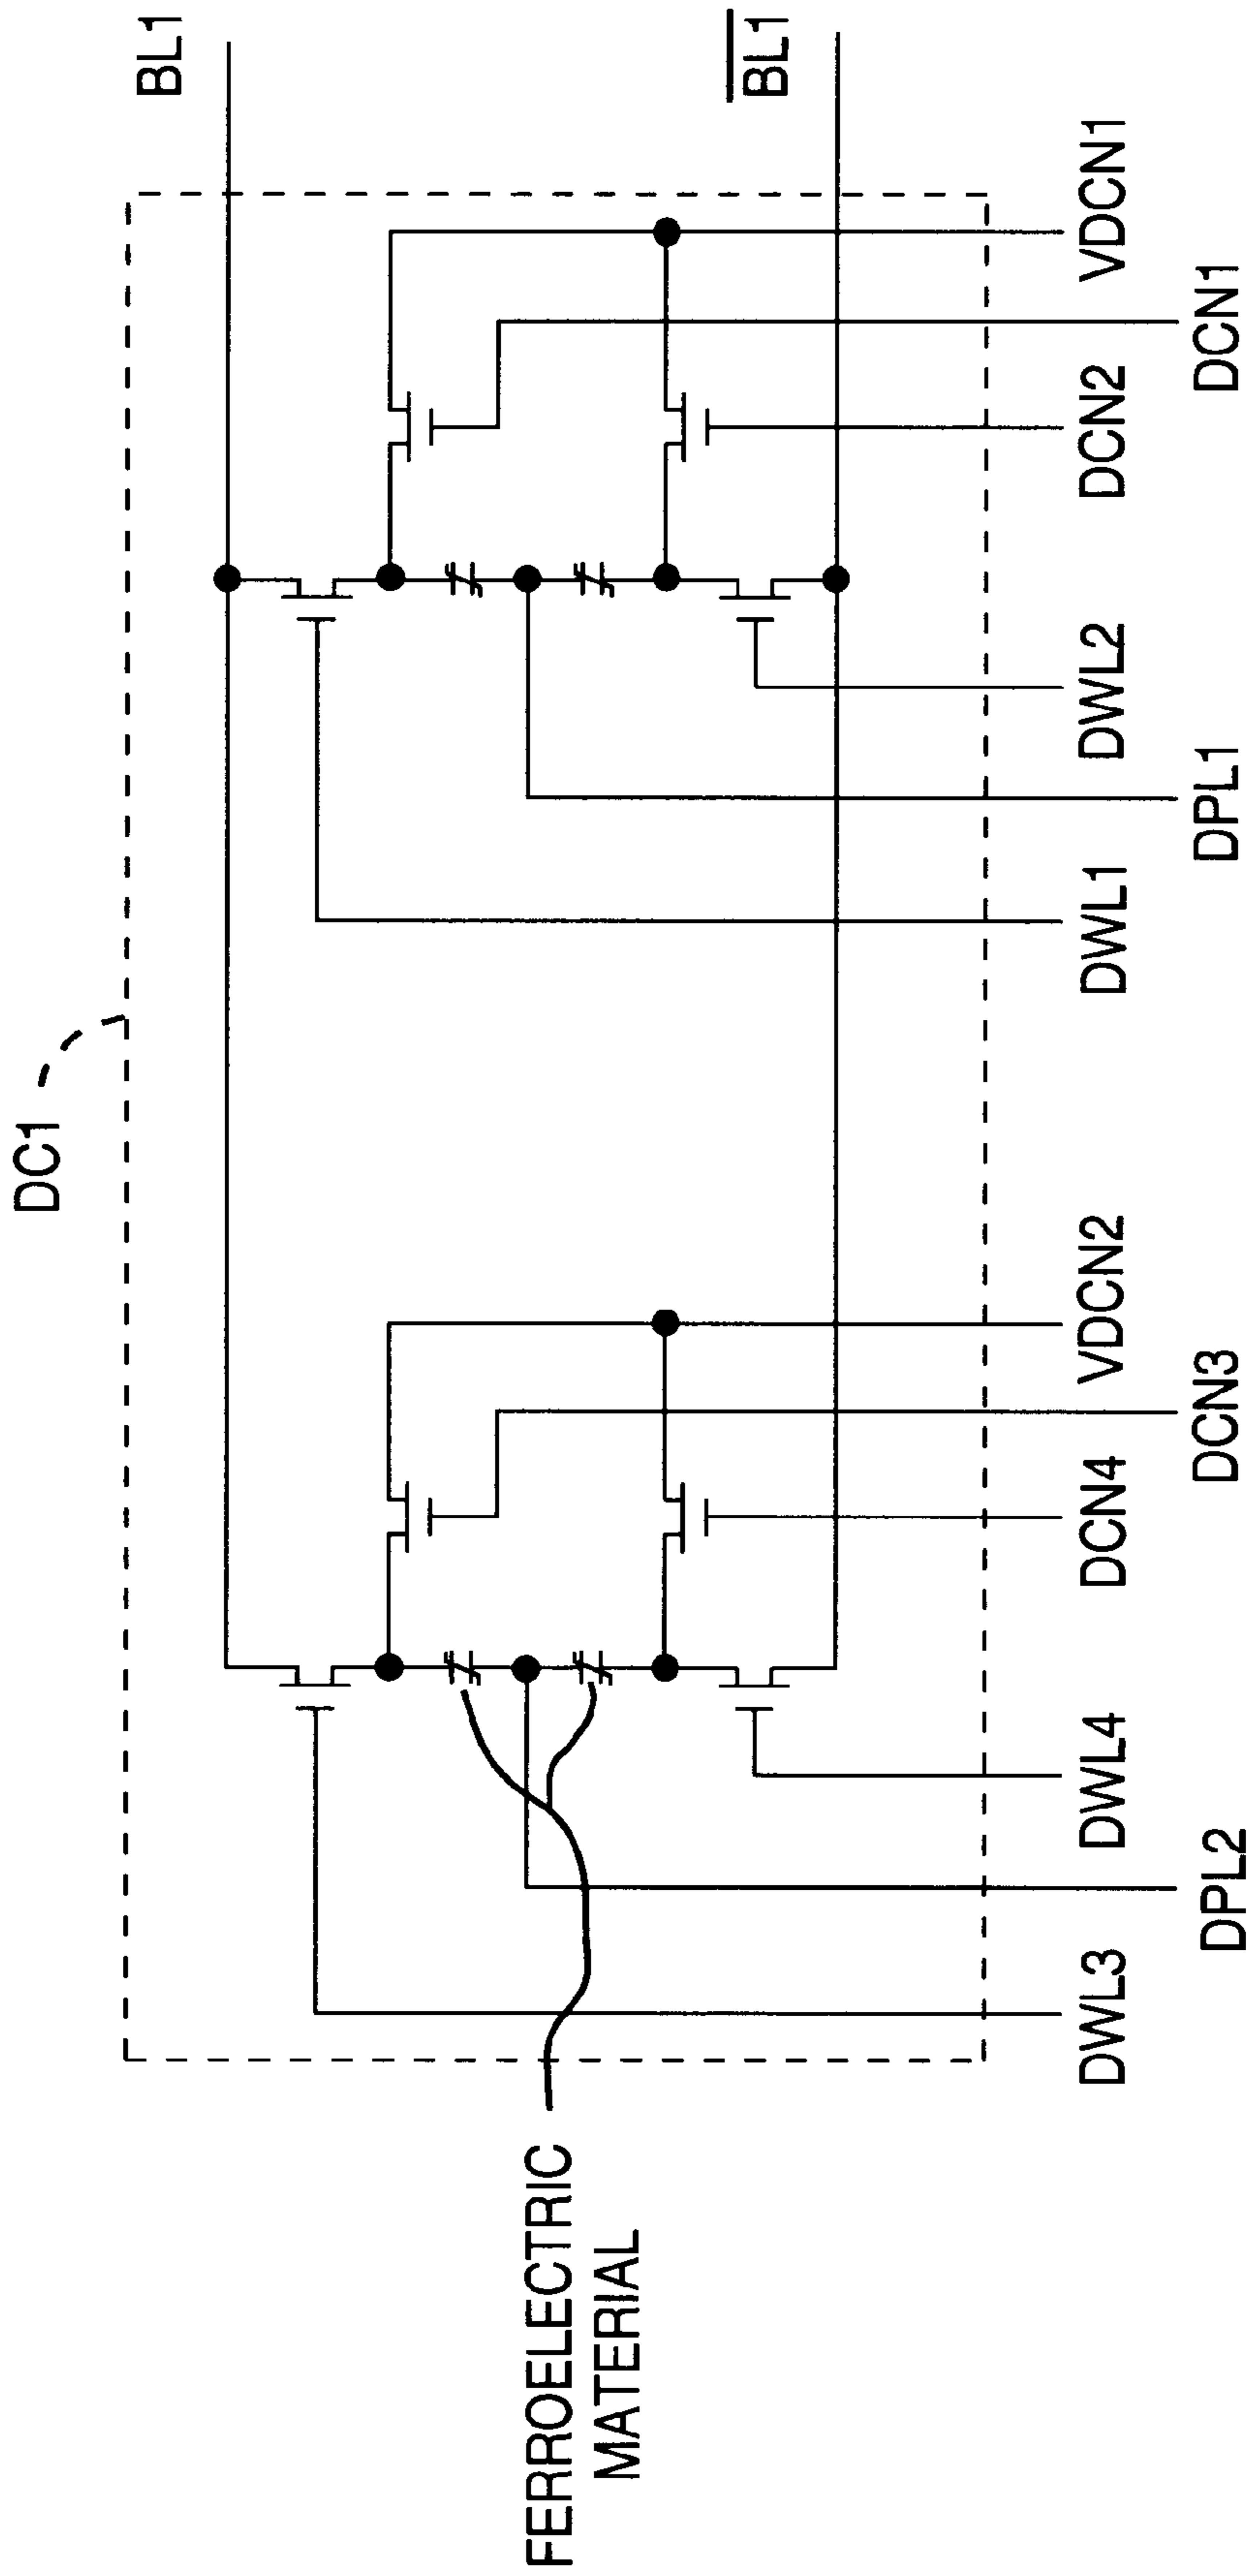 DC1
BL1
BL1
FERROELECTRIC
MATERIAL
DWL3
DPL2
DWL4
DCN4
DCN3
VDCN2
DWL1
DPL1
DWL2
DCN2
DCN1
VDCN1